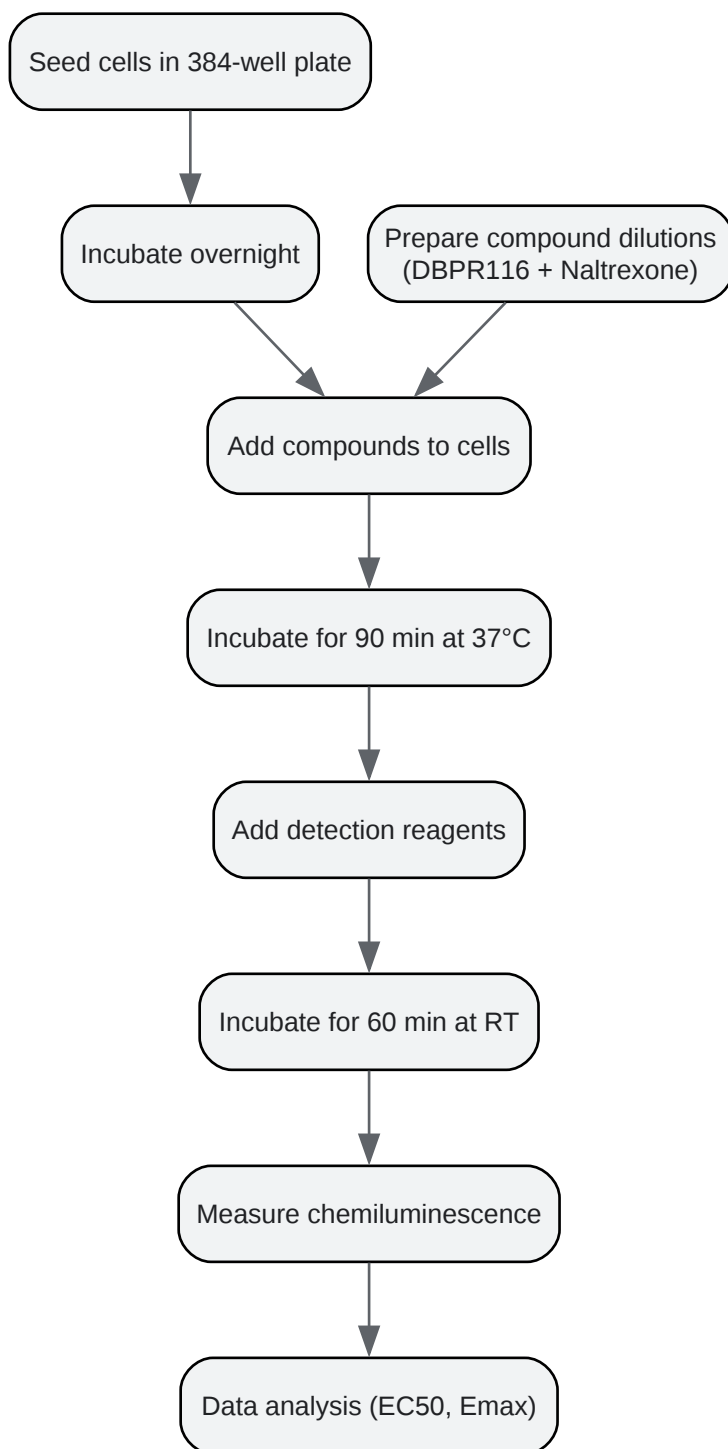 Seed cells in 384-well plate
Incubate overnight
Prepare compound dilutions
(DBPR116 + Naltrexone)
Add compounds to cells
Incubate for 90 min at 37°C
Add detection reagents
Incubate for 60 min at RT
Measure chemiluminescence
Data analysis (EC50, Emax)